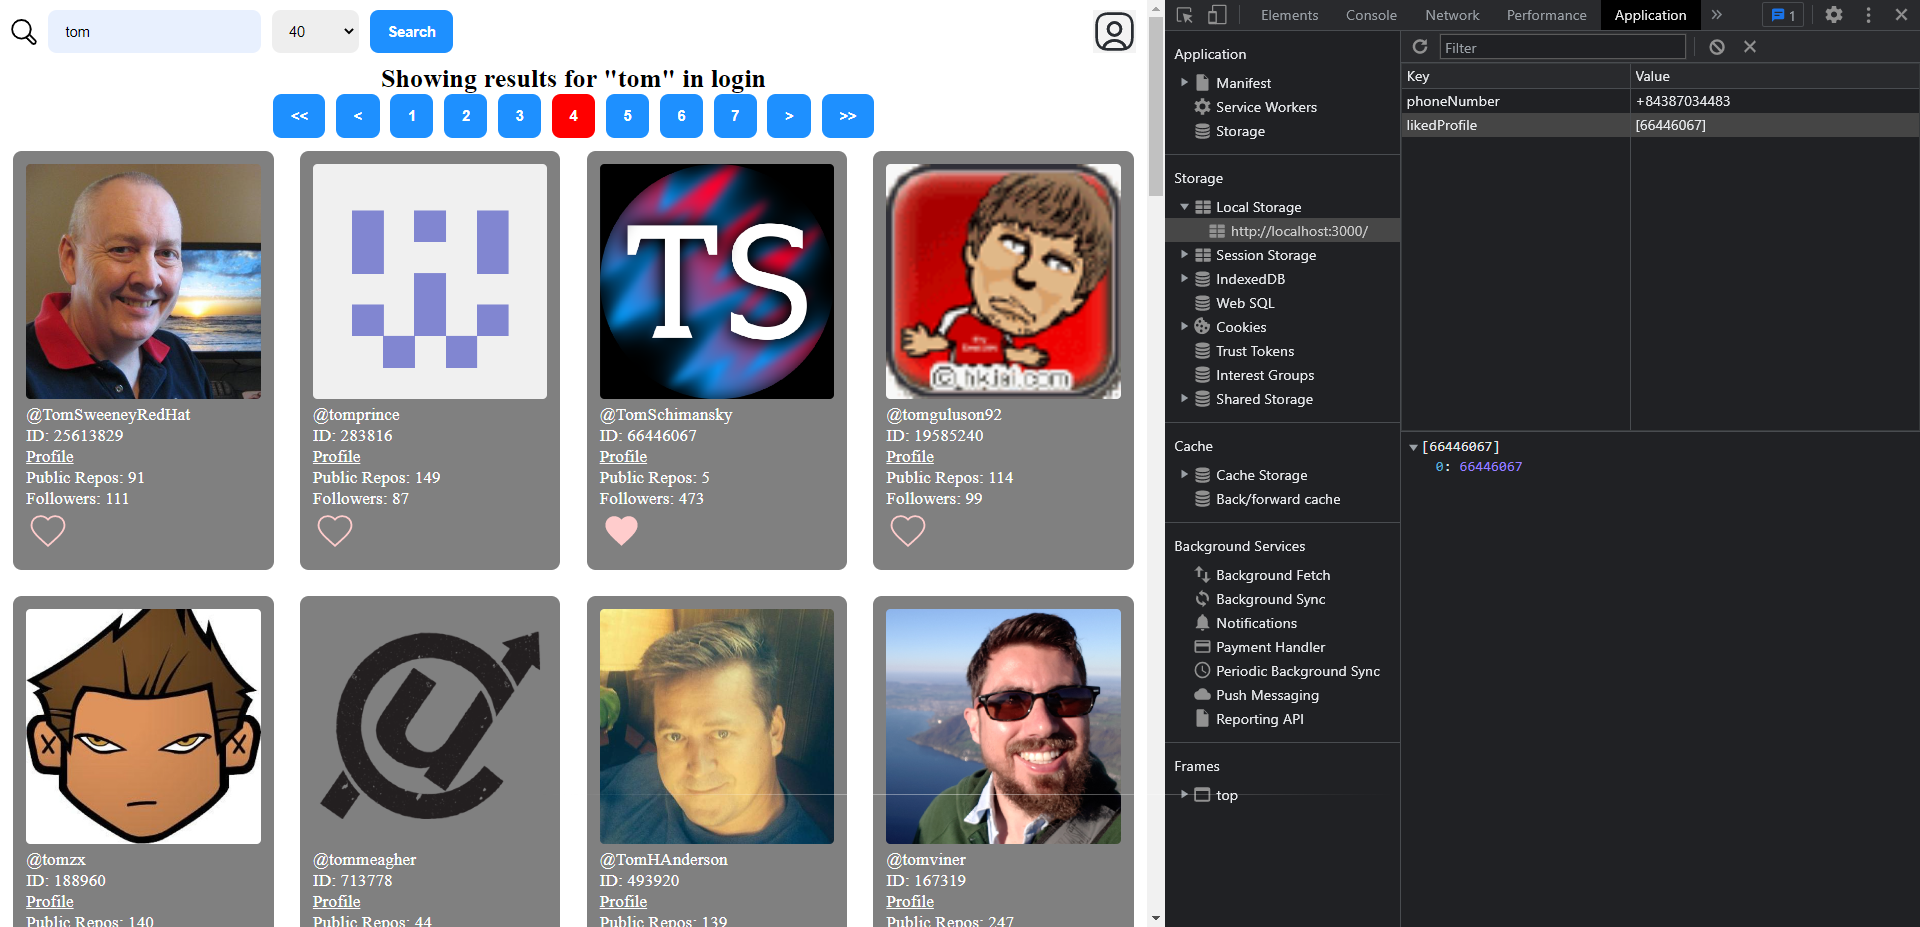 tom
40
Search
Showing results for "tom" in login
<<
<
1
2
3
4
5
6
7
>
>>
TS
© hkjai.com
@TomSweeneyRedHat
ID: 25613829
Profile
Public Repos: 91
Followers: 111
@tomprince
ID: 283816
Profile
Public Repos: 149
Followers: 87
@TomSchimansky
ID: 66446067
Profile
Public Repos: 5
Followers: 473
@tomguluson92
ID: 19585240
Profile
Public Repos: 114
Followers: 99
@tomzx
ID: 188960
Profile
Public Repos: 140
@tommeagher
ID: 713778
Profile
Public Repos: 44
@TomHAnderson
ID: 493920
Profile
Public Repos: 139
@tomviner
ID: 167319
Profile
Public Repos: 247
Elements Console Network Performance Application 1
Application
Manifest
Service Workers
Storage
Storage
Local Storage
http://localhost:3000/
Session Storage
IndexedDB
Web SQL
Cookies
Trust Tokens
Interest Groups
Shared Storage
Cache
Cache Storage
Back/forward cache
Background Services
Background Fetch
Background Sync
Notifications
Payment Handler
Periodic Background Sync
Push Messaging
Reporting API
Frames
top
Filter
Key Value
phoneNumber +84387034483
likedProfile [66446067]
[66446067]
0: 66446067